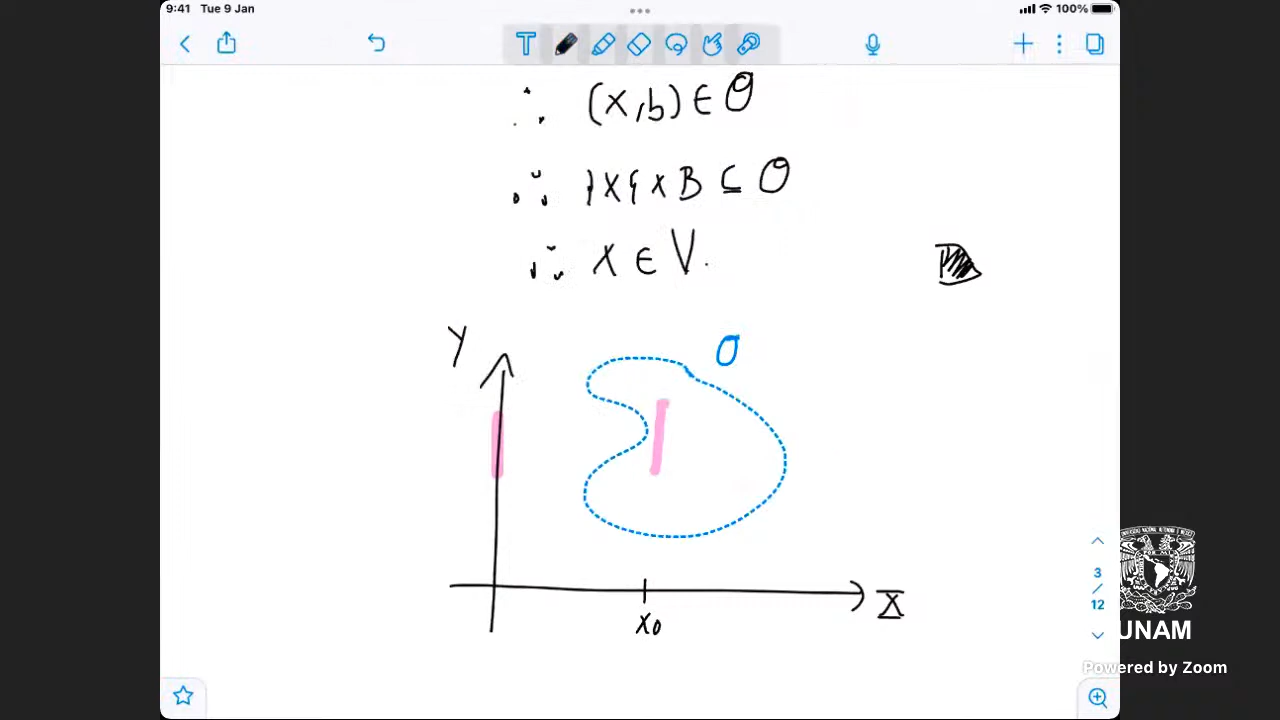 9:41 Tue 9 Jan
100%
T
∴ (x,b) ∈ O
∴ {x} × B ⊆ O
∴ x ∈ V.
Y
O
X
x0
3
/
12
UNAM
Powered by Zoom